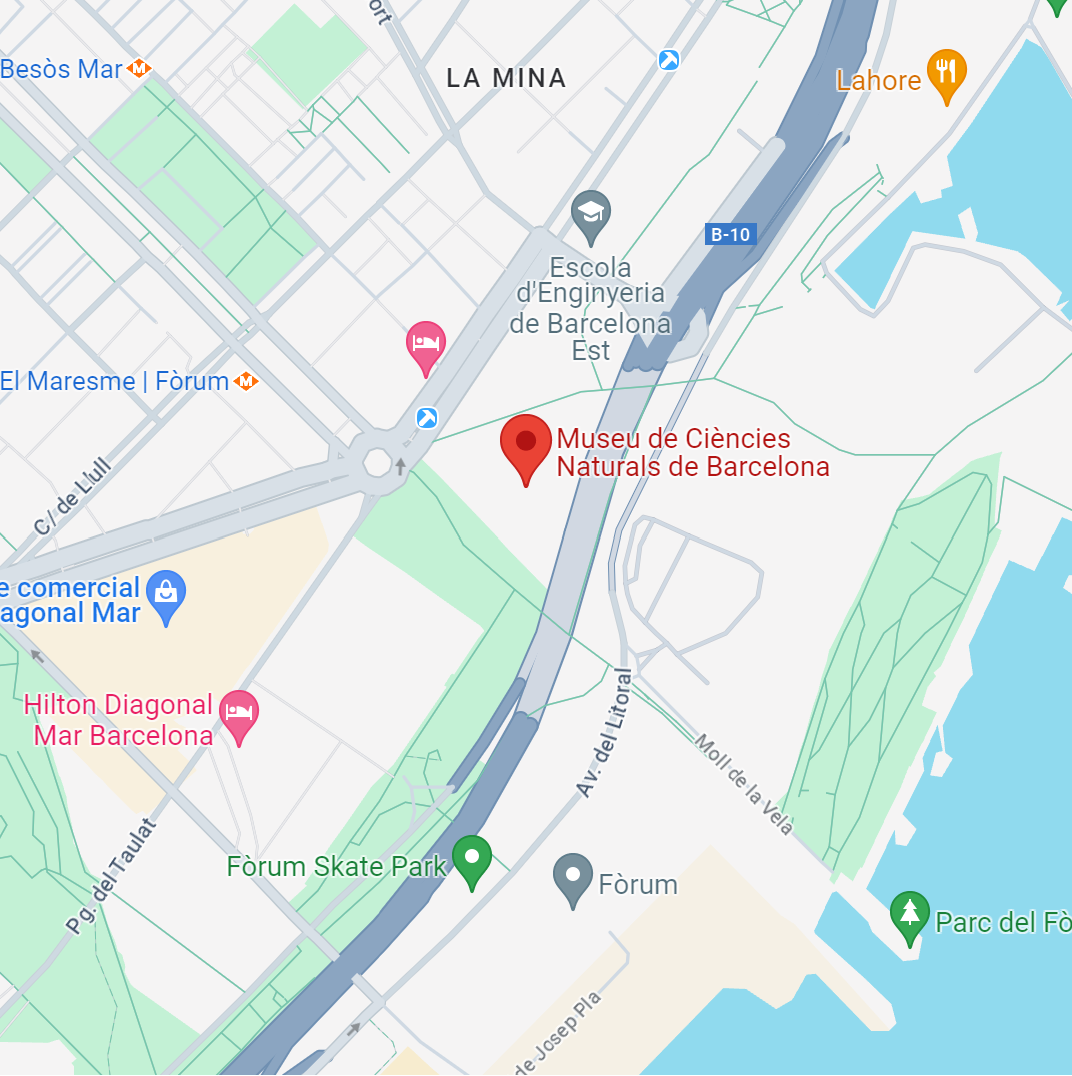 ort
Besòs Mar
LA MINA
Lahore
B-10
Escola
d'Enginyeria
de Barcelona
Est
El Maresme | Fòrum
Museu de Ciències
Naturals de Barcelona
C/ de Llull
e comercial
agonal Mar
Hilton Diagonal
Mar Barcelona
Av. del Litoral
Moll de la Vela
Pg. del Taulat
Fòrum Skate Park
Fòrum
Parc del Fò
de Josep Pla